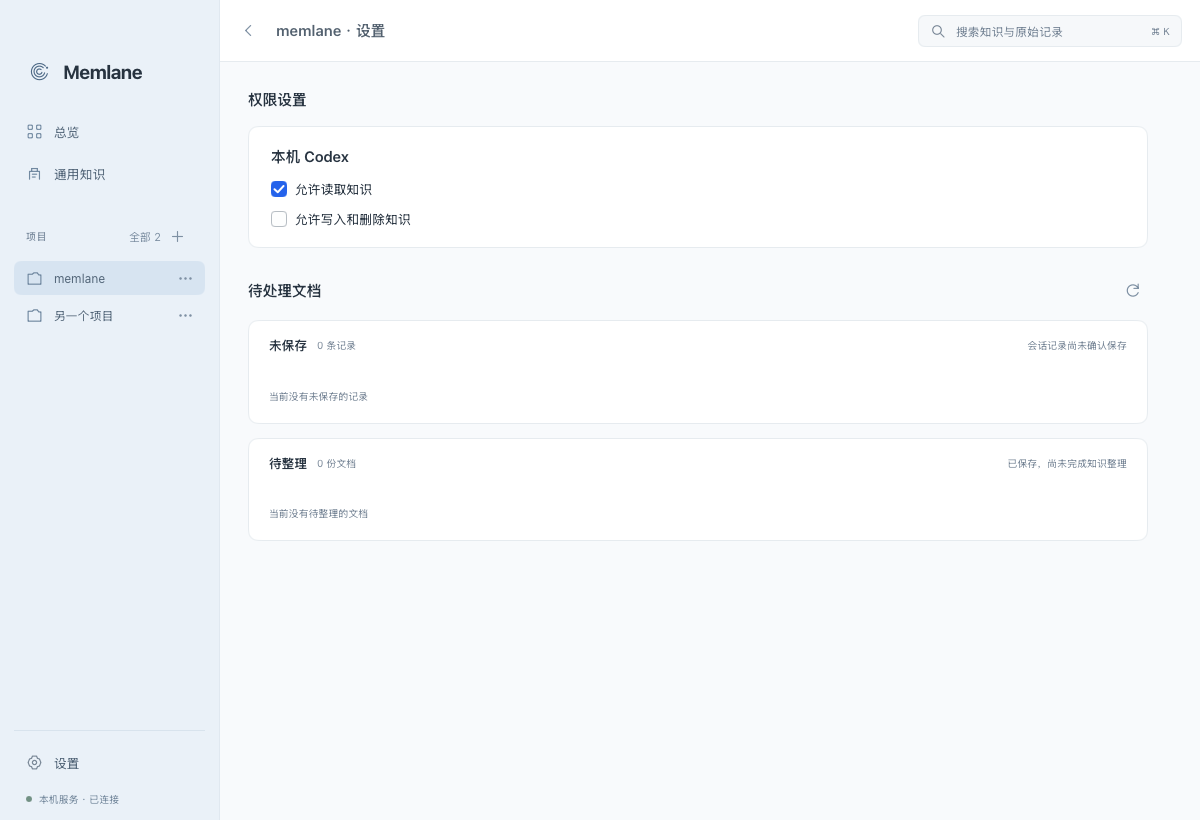 Memlane
总览
通用知识
项目 全部 2
memlane
另一个项目
设置
本机服务 · 已连接
memlane · 设置
搜索知识与原始记录 ⌘ K
权限设置
本机 Codex
允许读取知识
允许写入和删除知识
待处理文档
未保存 0 条记录 会话记录尚未确认保存
当前没有未保存的记录
待整理 0 份文档 已保存，尚未完成知识整理
当前没有待整理的文档